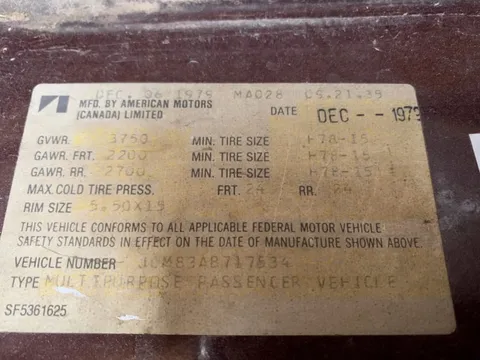 DEC. 06 1979 MA028 05.21.39
MFD. BY AMERICAN MOTORS
(CANADA) LIMITED
DATE DEC - - 1979
GVWR. 3750 MIN. TIRE SIZE H78-15
GAWR. FRT. 2200 MIN. TIRE SIZE H78-15
GAWR. RR. 2700 MIN. TIRE SIZE H78-15
MAX. COLD TIRE PRESS. FRT. 24 RR. 24
RIM SIZE 5.50X15
THIS VEHICLE CONFORMS TO ALL APPLICABLE FEDERAL MOTOR VEHICLE
SAFETY STANDARDS IN EFFECT ON THE DATE OF MANUFACTURE SHOWN ABOVE.
VEHICLE NUMBER
TYPE MULTIPURPOSE PASSENGER VEHICLE
SF5361625